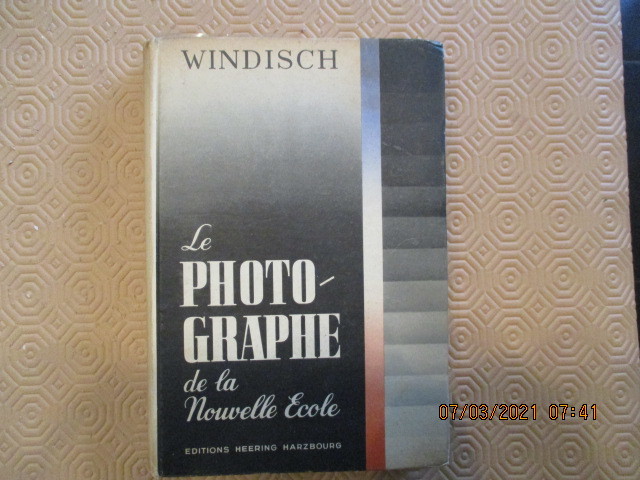 WINDISCH
Le
PHOTO-
GRAPHE
de la
Nouvelle Ecole
EDITIONS HEERING HARZBOURG
07/03/2021 07:41